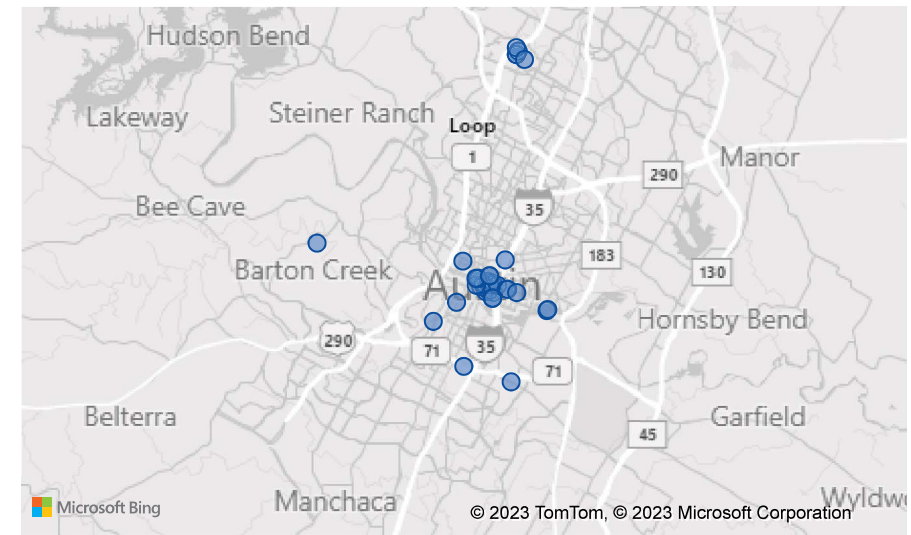 Hudson Bend
Lakeway
Steiner Ranch
Loop
1
Manor
290
Bee Cave
35
183
Barton Creek
130
Austin
Hornsby Bend
290
71
35
71
Belterra
Garfield
45
Manchaca
Microsoft Bing
© 2023 TomTom, © 2023 Microsoft Corporation